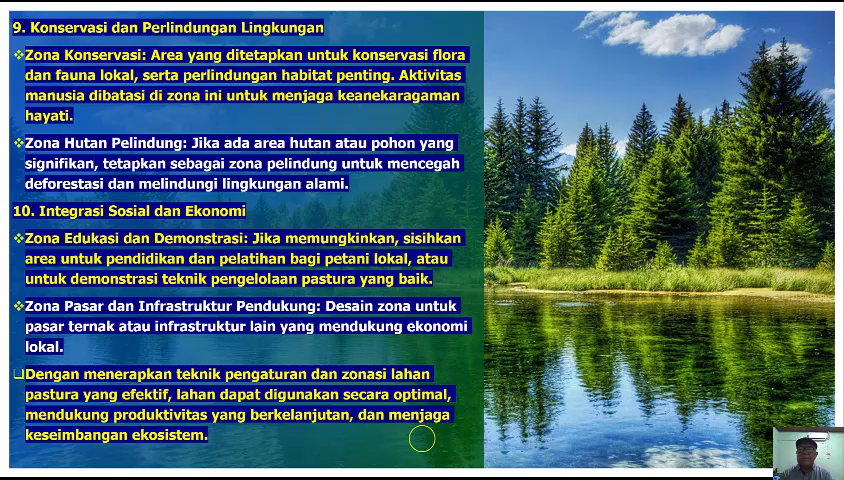 9. Konservasi dan Perlindungan Lingkungan
❖Zona Konservasi: Area yang ditetapkan untuk konservasi flora
dan fauna lokal, serta perlindungan habitat penting. Aktivitas
manusia dibatasi di zona ini untuk menjaga keanekaragaman
hayati.
❖Zona Hutan Pelindung: Jika ada area hutan atau pohon yang
signifikan, tetapkan sebagai zona pelindung untuk mencegah
deforestasi dan melindungi lingkungan alami.
10. Integrasi Sosial dan Ekonomi
❖Zona Edukasi dan Demonstrasi: Jika memungkinkan, sisihkan
area untuk pendidikan dan pelatihan bagi petani lokal, atau
untuk demonstrasi teknik pengelolaan pastura yang baik.
❖Zona Pasar dan Infrastruktur Pendukung: Desain zona untuk
pasar ternak atau infrastruktur lain yang mendukung ekonomi
lokal.
❑Dengan menerapkan teknik pengaturan dan zonasi lahan
pastura yang efektif, lahan dapat digunakan secara optimal,
mendukung produktivitas yang berkelanjutan, dan menjaga
keseimbangan ekosistem.